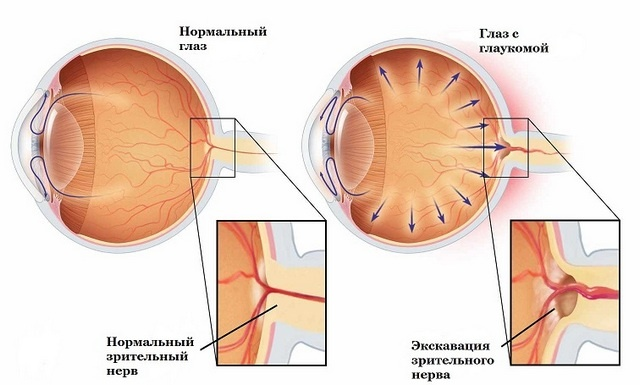 Нормальный
глаз
Глаз с
глаукомой
Нормальный
зрительный
нерв
Экскавация
зрительного
нерва